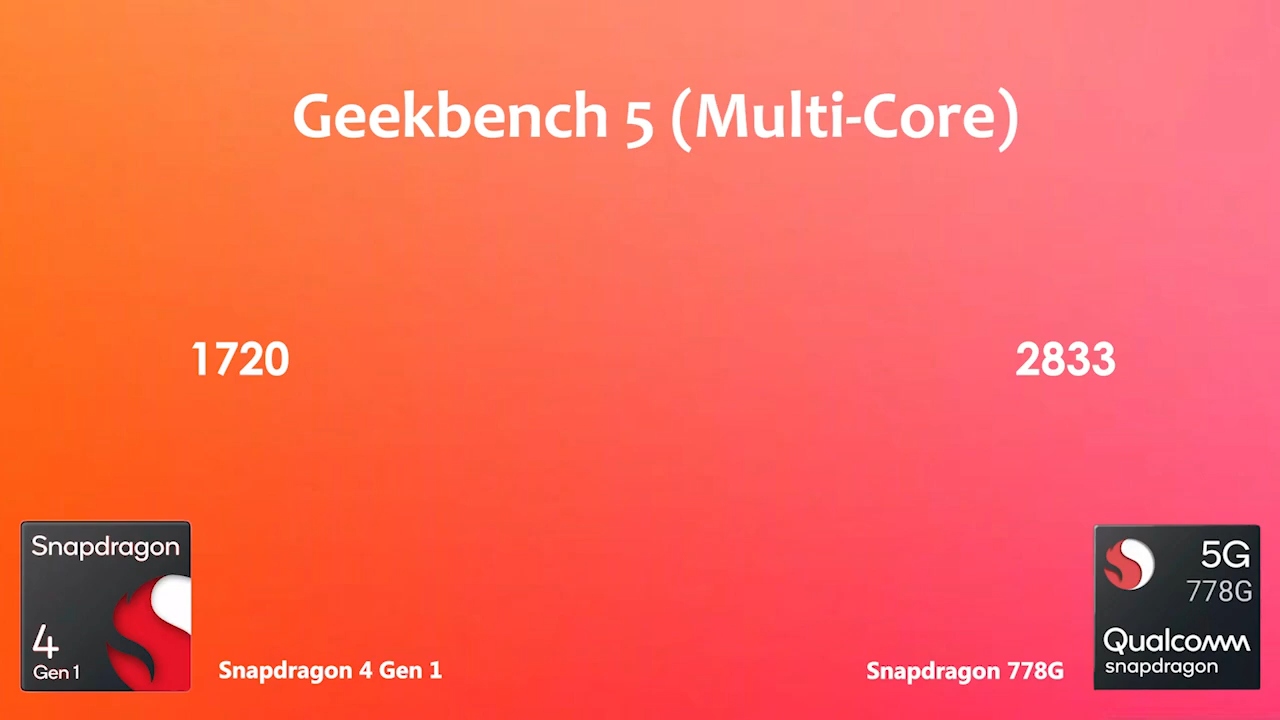 Geekbench 5 (Multi-Core)
1720
2833
Snapdragon
4
Gen 1
Snapdragon 4 Gen 1
Snapdragon 778G
5G
778G
Qualcomm
snapdragon